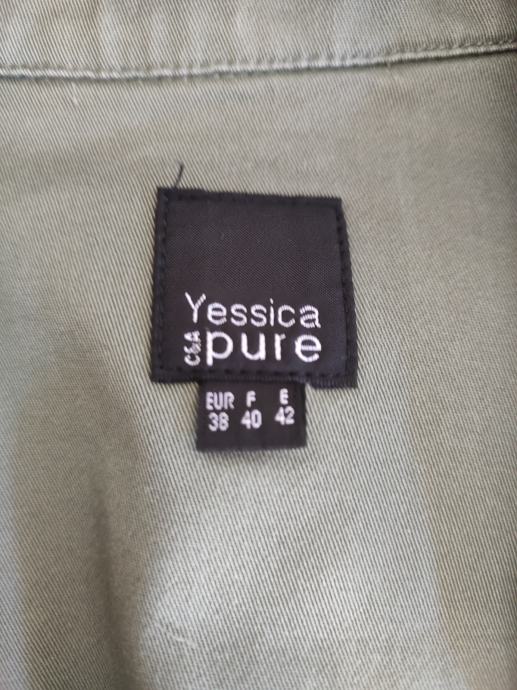 Yessica
C&A pure
EUR F E
38 40 42